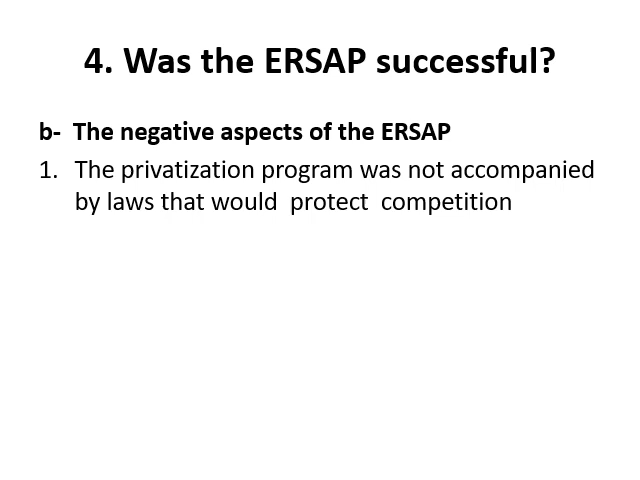 4. Was the ERSAP successful?
b-  The negative aspects of the ERSAP
1.  The privatization program was not accompanied
by laws that would  protect  competition